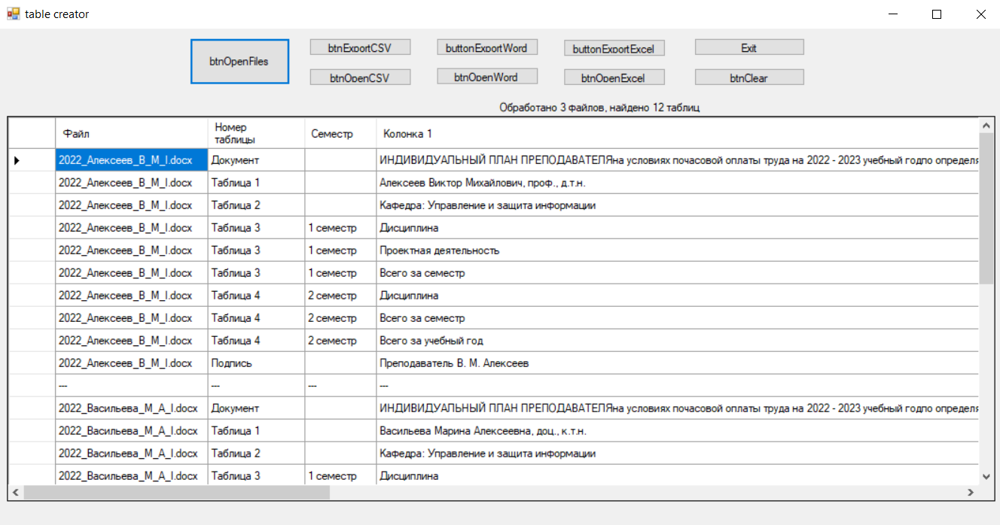 table creator
btnOpenFiles
btnExportCSV
buttonExportWord
buttonExportExcel
Exit
btnOpenCSV
btnOpenWord
btnOpenExcel
btnClear
Обработано 3 файлов, найдено 12 таблиц
Файл Номер таблицы Семестр Колонка 1
2022_Алексеев_В_М_I.docx Документ ИНДИВИДУАЛЬНЫЙ ПЛАН ПРЕПОДАВАТЕЛЯна условиях почасовой оплаты труда на 2022 - 2023 учебный годпо определя
2022_Алексеев_В_М_I.docx Таблица 1 Алексеев Виктор Михайлович, проф., д.т.н.
2022_Алексеев_В_М_I.docx Таблица 2 Кафедра: Управление и защита информации
2022_Алексеев_В_М_I.docx Таблица 3 1 семестр Дисциплина
2022_Алексеев_В_М_I.docx Таблица 3 1 семестр Проектная деятельность
2022_Алексеев_В_М_I.docx Таблица 3 1 семестр Всего за семестр
2022_Алексеев_В_М_I.docx Таблица 4 2 семестр Дисциплина
2022_Алексеев_В_М_I.docx Таблица 4 2 семестр Всего за семестр
2022_Алексеев_В_М_I.docx Таблица 4 2 семестр Всего за учебный год
2022_Алексеев_В_М_I.docx Подпись Преподаватель В. М. Алексеев
--- --- --- ---
2022_Васильева_М_А_I.docx Документ ИНДИВИДУАЛЬНЫЙ ПЛАН ПРЕПОДАВАТЕЛЯна условиях почасовой оплаты труда на 2022 - 2023 учебный годпо определя
2022_Васильева_М_А_I.docx Таблица 1 Васильева Марина Алексеевна, доц., к.т.н.
2022_Васильева_М_А_I.docx Таблица 2 Кафедра: Управление и защита информации
2022_Васильева_М_А_I.docx Таблица 3 1 семестр Дисциплина